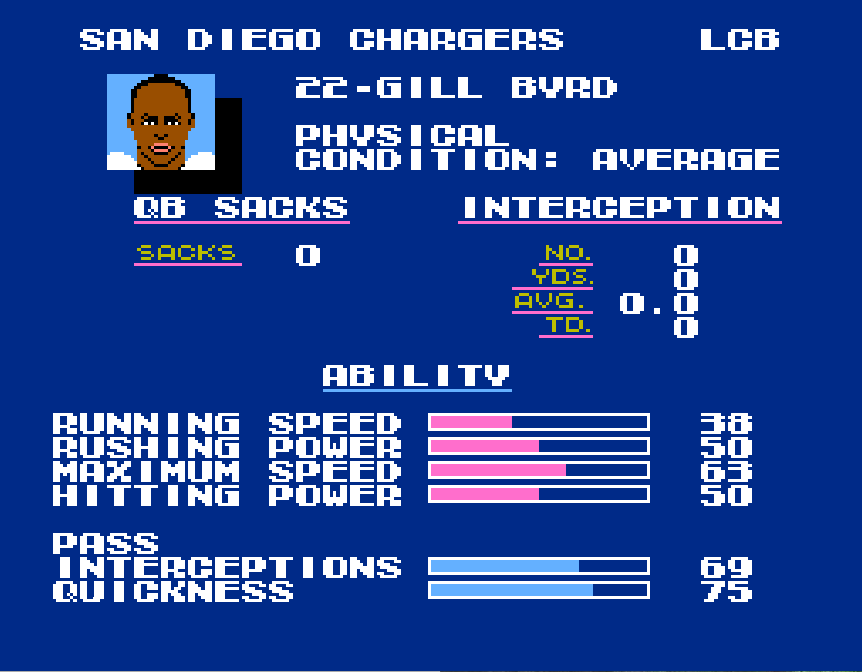 SAN DIEGO CHARGERS LCB
22-GILL BYRD
PHYSICAL
CONDITION: AVERAGE
QB SACKS INTERCEPTION
SACKS 0 NO. 0
YDS. 0
AVG. 0.0
TD. 0
ABILITY
RUNNING SPEED 38
RUSHING POWER 50
MAXIMUM SPEED 63
HITTING POWER 50
PASS
INTERCEPTIONS 69
QUICKNESS 75